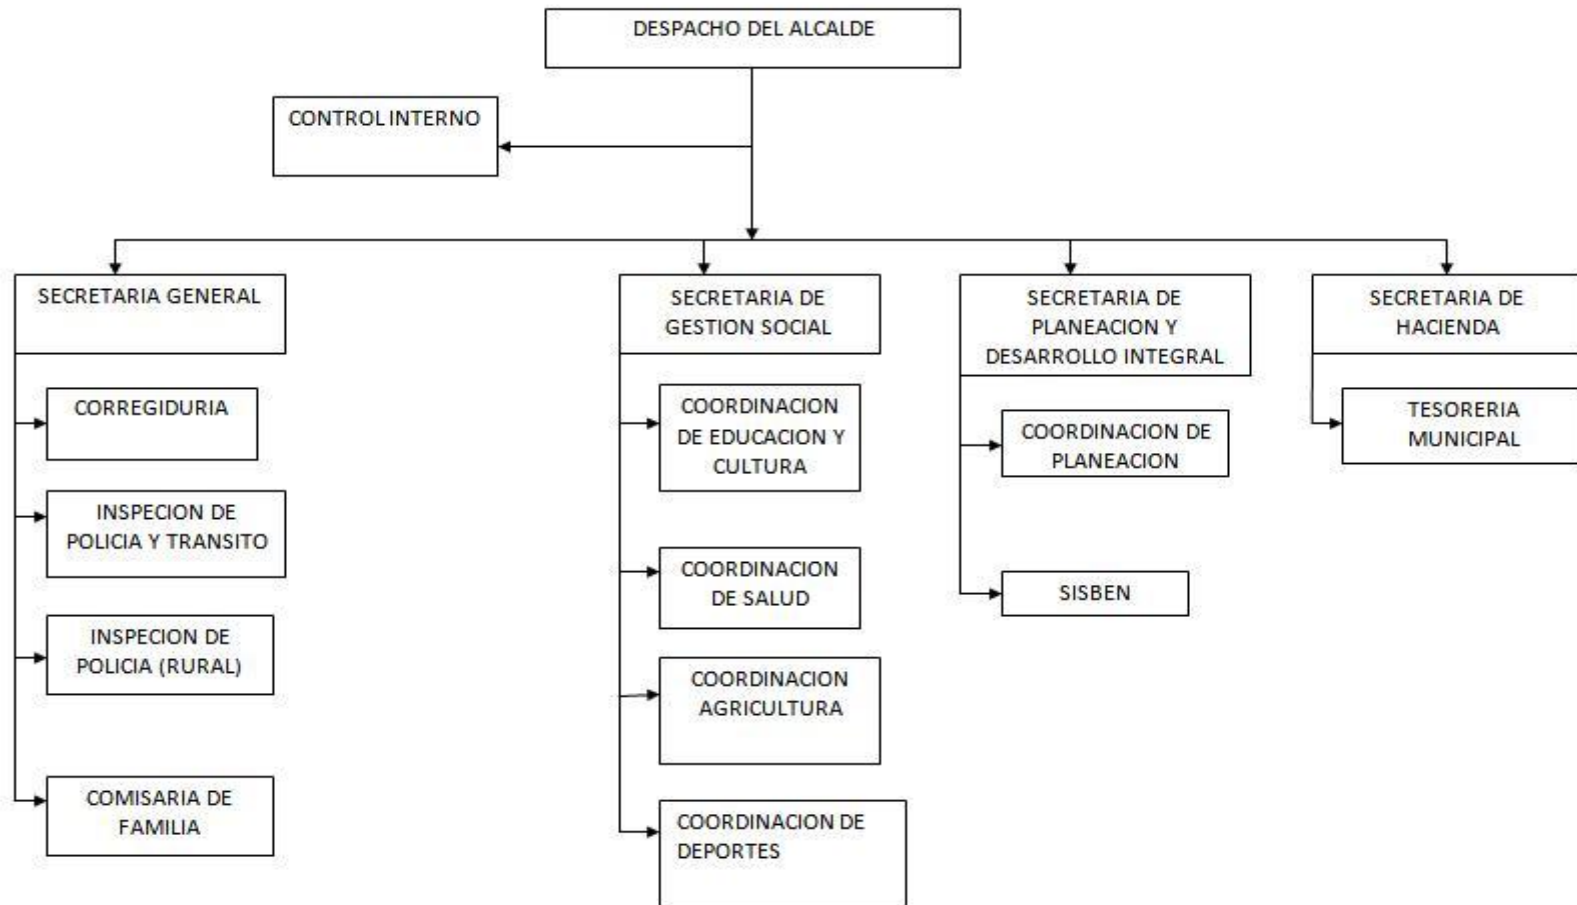 DESPACHO DEL ALCALDE
CONTROL INTERNO
SECRETARIA GENERAL
CORREGIDURIA
INSPECION DE
POLICIA Y TRANSITO
INSPECION DE
POLICIA (RURAL)
COMISARIA DE
FAMILIA
SECRETARIA DE
GESTION SOCIAL
COORDINACION
DE EDUCACION Y
CULTURA
COORDINACION
DE SALUD
COORDINACION
AGRICULTURA
COORDINACION DE
DEPORTES
SECRETARIA DE
PLANEACION Y
DESARROLLO INTEGRAL
COORDINACION DE
PLANEACION
SISBEN
SECRETARIA DE
HACIENDA
TESORERIA
MUNICIPAL